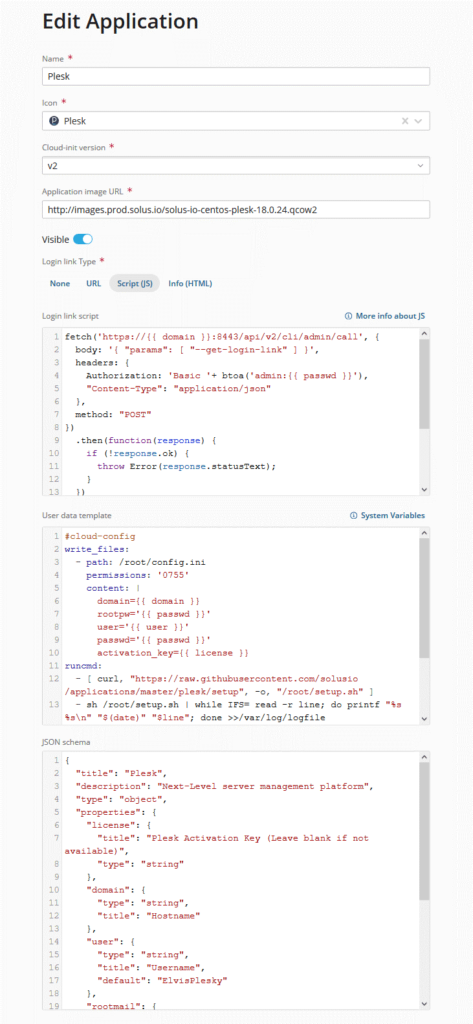 Edit Application
Name *
Plesk
Icon *
Plesk
Cloud-init version *
v2
Application image URL *
http://images.prod.solus.io/solus-io-centos-plesk-18.0.24.qcow2
Visible
Login link Type *
None URL Script (JS) Info (HTML)
Login link script More info about JS
1 fetch('https://{{ domain }}:8443/api/v2/cli/admin/call', {
2 body: '{ "params": [ "--get-login-link" ] }',
3 headers: {
4 Authorization: 'Basic '+ btoa('admin:{{ passwd }}'),
5 "Content-Type": "application/json"
6 },
7 method: "POST"
8 })
9 .then(function(response) {
10 if (!response.ok) {
11 throw Error(response.statusText);
12 }
13 })
User data template System Variables
1 #cloud-config
2 write_files:
3 - path: /root/config.ini
4 permissions: '0755'
5 content: |
6 domain={{ domain }}
7 rootpw='{{ passwd }}'
8 user='{{ user }}'
9 passwd='{{ passwd }}'
10 activation_key={{ license }}
11 runcmd:
12 - [ curl, "https://raw.githubusercontent.com/solusio
/applications/master/plesk/setup", -o, "/root/setup.sh" ]
13 - sh /root/setup.sh | while IFS= read -r line; do printf "%s
%s\n" "$(date)" "$line"; done >>/var/log/logfile
JSON schema
1 {
2 "title": "Plesk",
3 "description": "Next-Level server management platform",
4 "type": "object",
5 "properties": {
6 "license": {
7 "title": "Plesk Activation Key (Leave blank if not
available)",
8 "type": "string"
9 },
10 "domain": {
11 "type": "string",
12 "title": "Hostname"
13 },
14 "user": {
15 "type": "string",
16 "title": "Username",
17 "default": "ElvisPlesky"
18 },
19 "rootmail": {